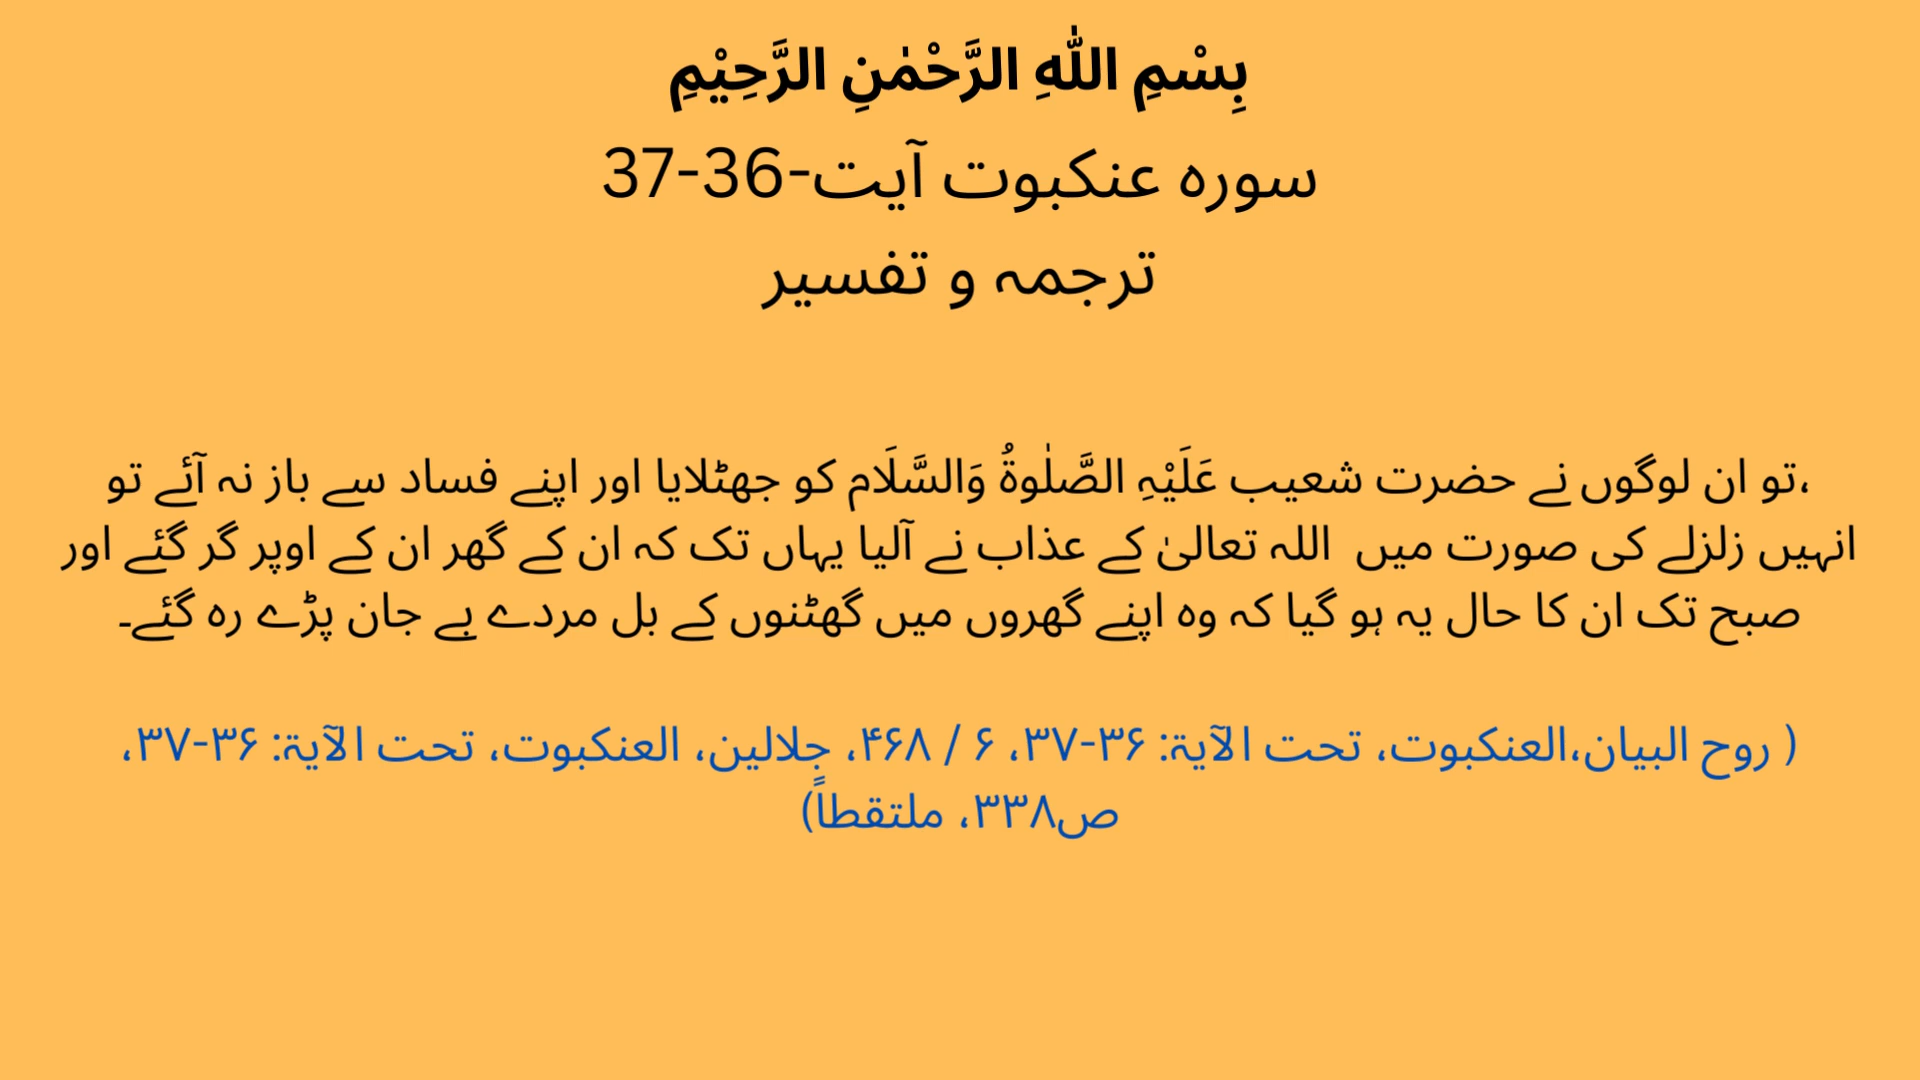 بِسْمِ اللّٰهِ الرَّحْمٰنِ الرَّحِیْمِ
سورہ عنکبوت آیت-36-37
ترجمہ و تفسیر
،تو ان لوگوں نے حضرت شعیب عَلَیْہِ الصَّلٰوۃُ وَالسَّلَام کو جھٹلایا اور اپنے فساد سے باز نہ آئے تو
انہیں زلزلے کی صورت میں اللہ تعالیٰ کے عذاب نے آلیا یہاں تک کہ ان کے گھر ان کے اوپر گر گئے اور
صبح تک ان کا حال یہ ہو گیا کہ وہ اپنے گھروں میں گھٹنوں کے بل مردے بے جان پڑے رہ گئے۔
( روح البیان،العنکبوت، تحت الآیۃ: ۳۶-۳۷، ۶ / ۴۶۸، جلالین، العنکبوت، تحت الآیۃ: ۳۶-۳۷،
ص۳۳۸، ملتقطاً)